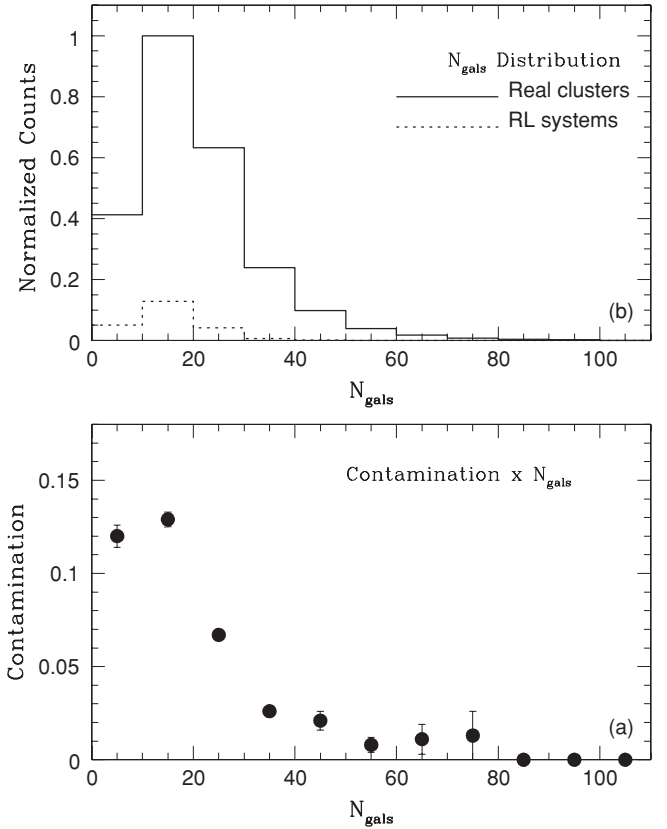 N_gals Distribution
Real clusters
RL systems
Normalized Counts
1
0.8
0.6
0.4
0.2
0
(b)
0 20 40 60 80 100
N_gals
Contamination x N_gals
Contamination
0.15
0.1
0.05
0
(a)
0 20 40 60 80 100
N_gals